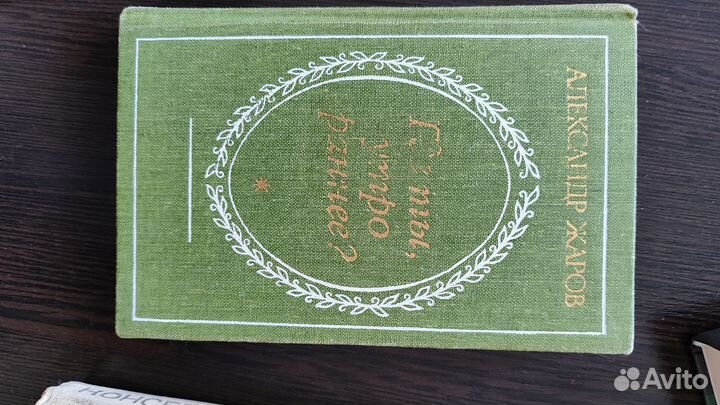 АЛЕКСАНДР ЖАРОВ
Где ты,
утро
раннее?
НОНСЕ
Avito